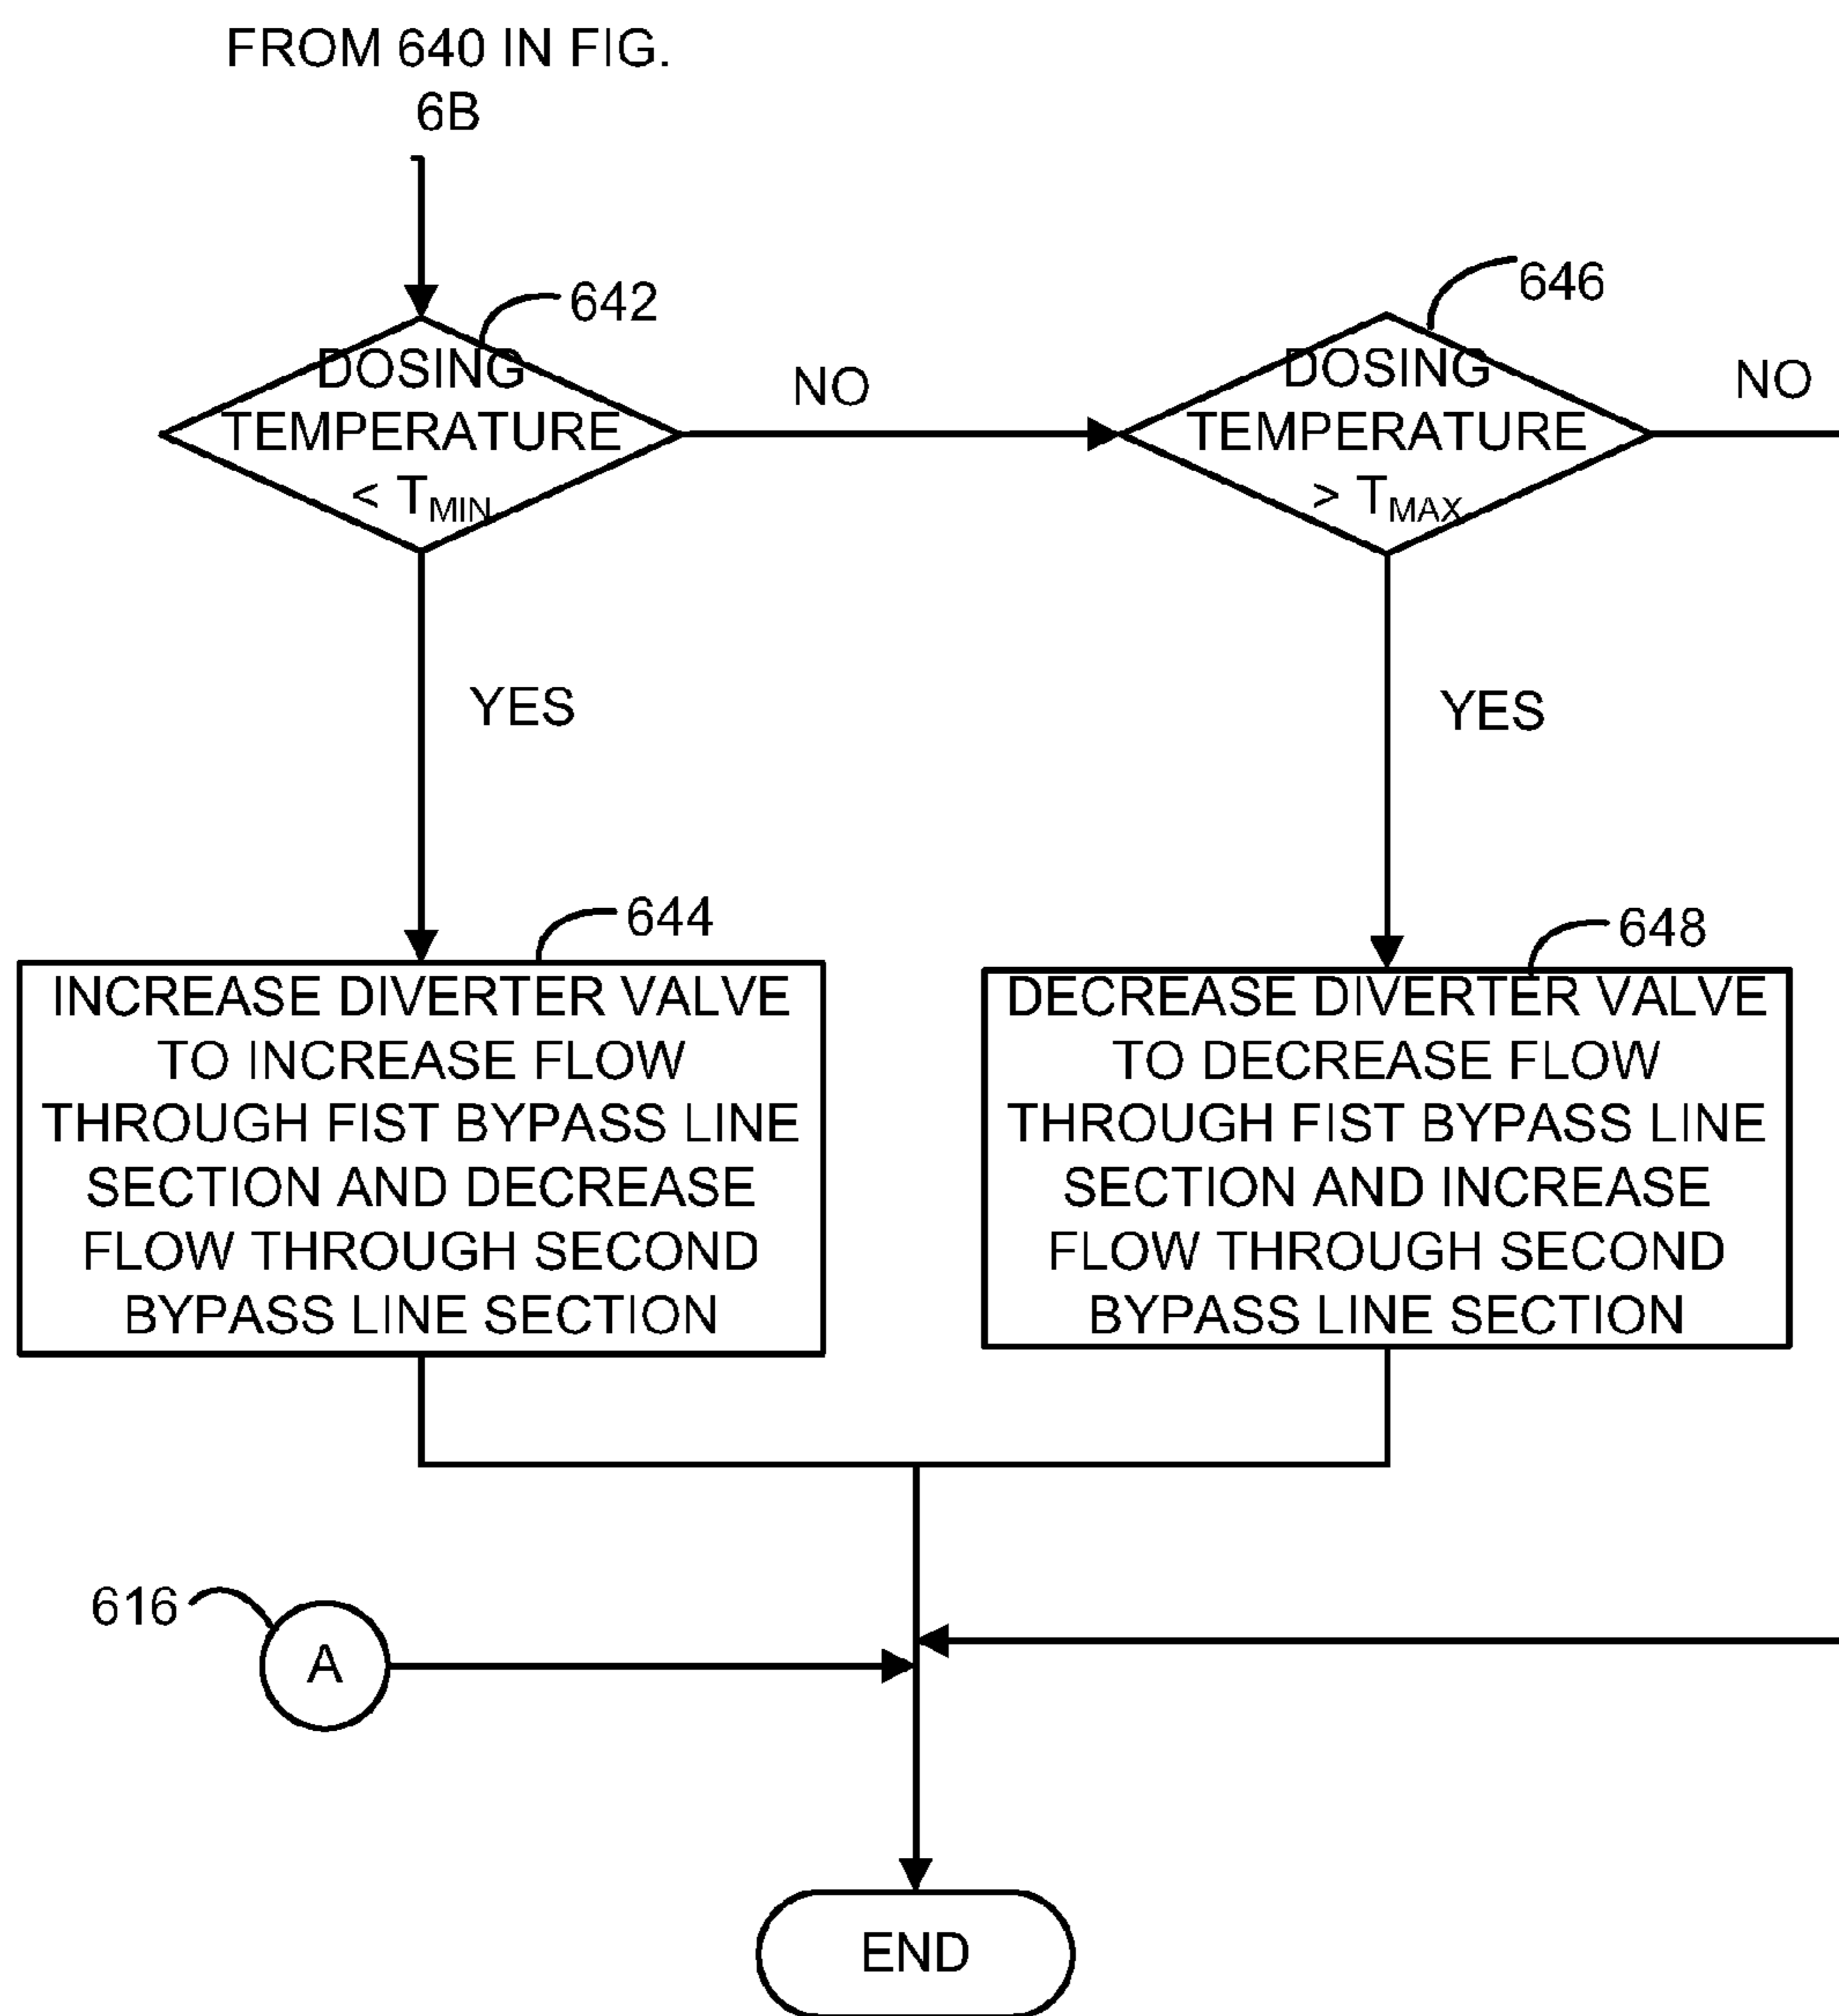 FROM 640 IN FIG.
6B
642
DOSING
TEMPERATURE
< TMIN
NO
646
DOSING
TEMPERATURE
> TMAX
NO
YES
YES
644
INCREASE DIVERTER VALVE
TO INCREASE FLOW
THROUGH FIST BYPASS LINE
SECTION AND DECREASE
FLOW THROUGH SECOND
BYPASS LINE SECTION
648
DECREASE DIVERTER VALVE
TO DECREASE FLOW
THROUGH FIST BYPASS LINE
SECTION AND INCREASE
FLOW THROUGH SECOND
BYPASS LINE SECTION
616
A
END